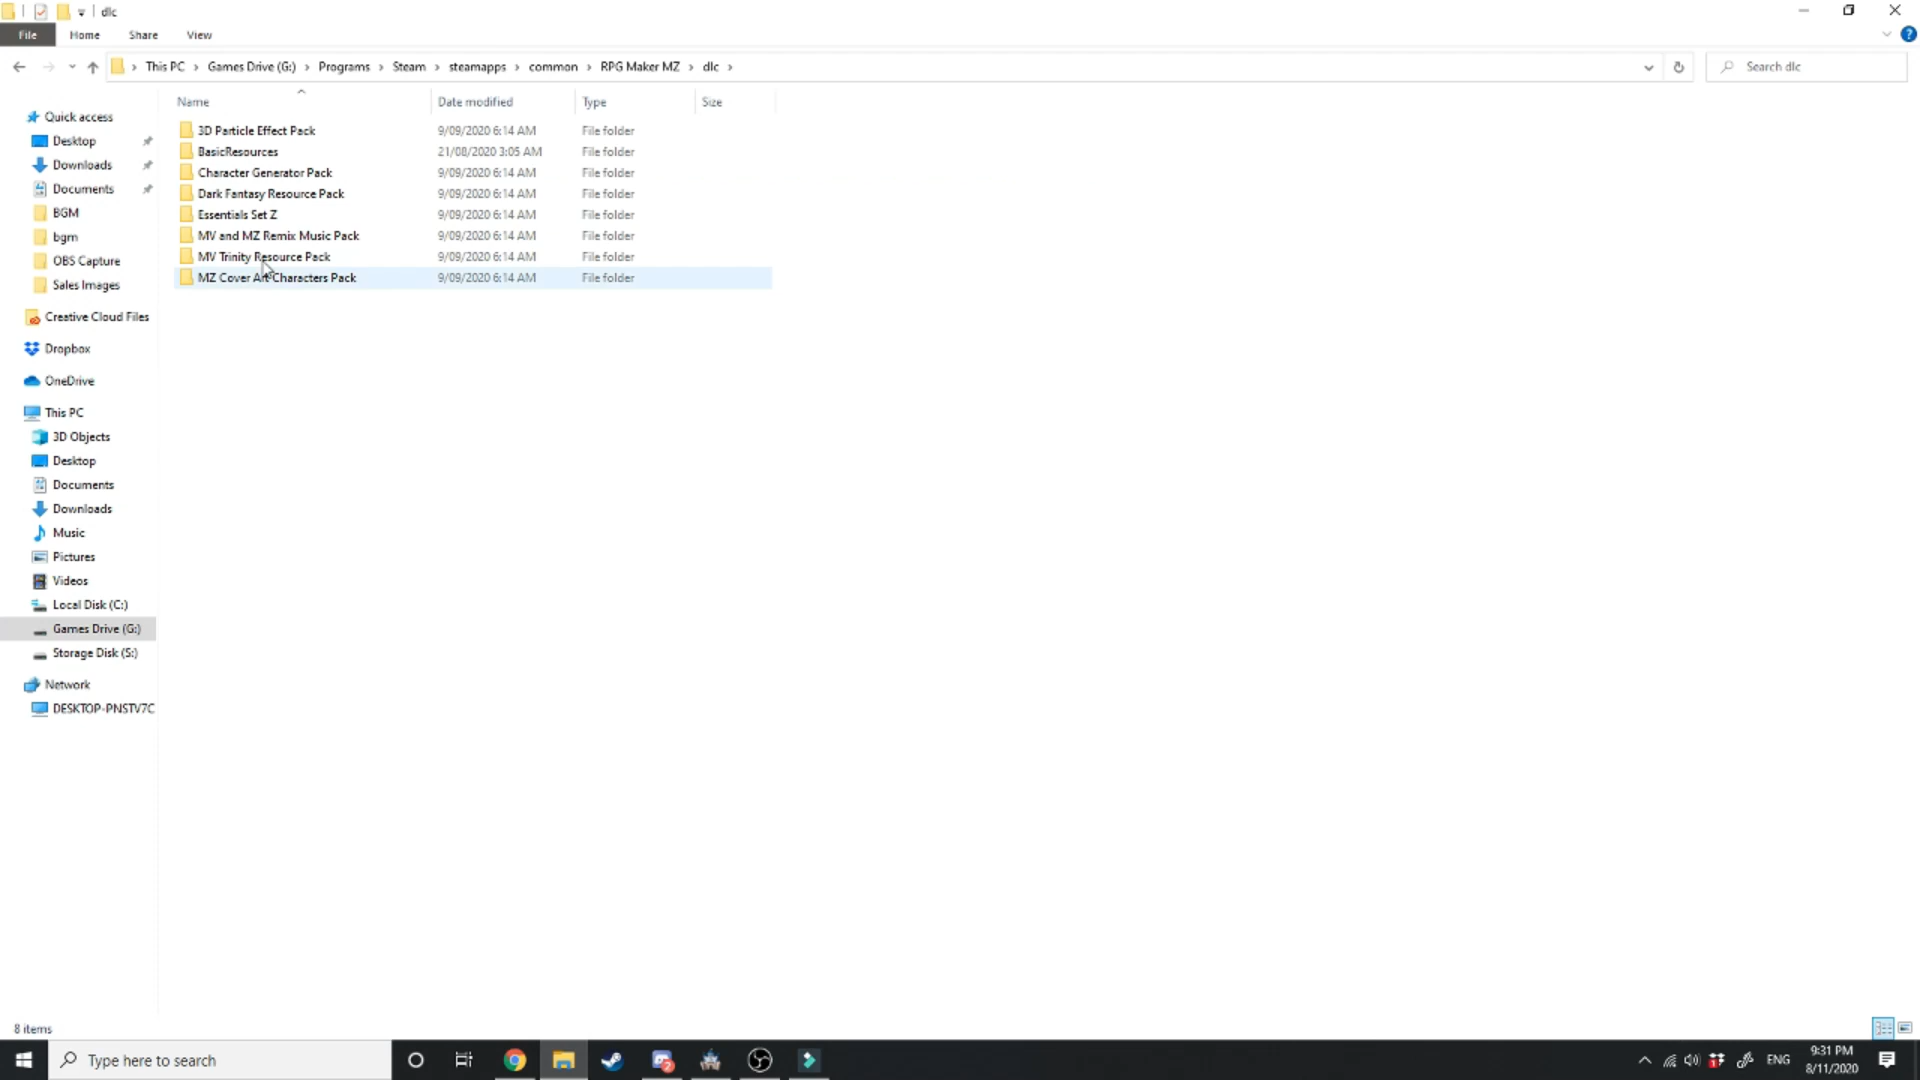 dlc
File Home Share View
This PC Games Drive (G:) Programs Steam steamapps common RPG Maker MZ dlc
Search dlc
Name Date modified Type Size
3D Particle Effect Pack 9/09/2020 6:14 AM File folder
BasicResources 21/08/2020 3:05 AM File folder
Character Generator Pack 9/09/2020 6:14 AM File folder
Dark Fantasy Resource Pack 9/09/2020 6:14 AM File folder
Essentials Set Z 9/09/2020 6:14 AM File folder
MV and MZ Remix Music Pack 9/09/2020 6:14 AM File folder
MV Trinity Resource Pack 9/09/2020 6:14 AM File folder
MZ Cover Art Characters Pack 9/09/2020 6:14 AM File folder
Quick access
Desktop
Downloads
Documents
BGM
bgm
OBS Capture
Sales Images
Creative Cloud Files
Dropbox
OneDrive
This PC
3D Objects
Desktop
Documents
Downloads
Music
Pictures
Videos
Local Disk (C:)
Games Drive (G:)
Storage Disk (S:)
Network
DESKTOP-PNSTV7C
8 items
Type here to search
ENG
9:31 PM
8/11/2020